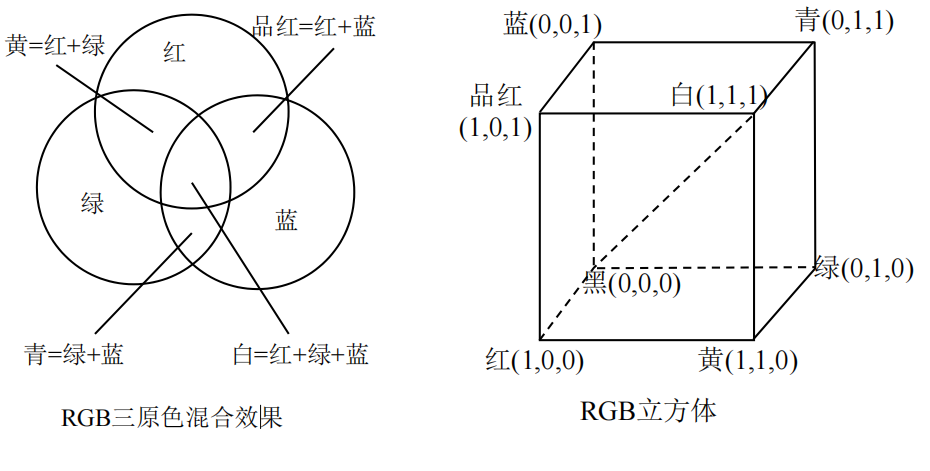 品红=红+蓝
黄=红+绿
红
绿
蓝
青=绿+蓝
白=红+绿+蓝
RGB三原色混合效果
蓝(0,0,1)
青(0,1,1)
品红
(1,0,1)
白(1,1,1)
黑(0,0,0)
绿(0,1,0)
红(1,0,0)
黄(1,1,0)
RGB立方体